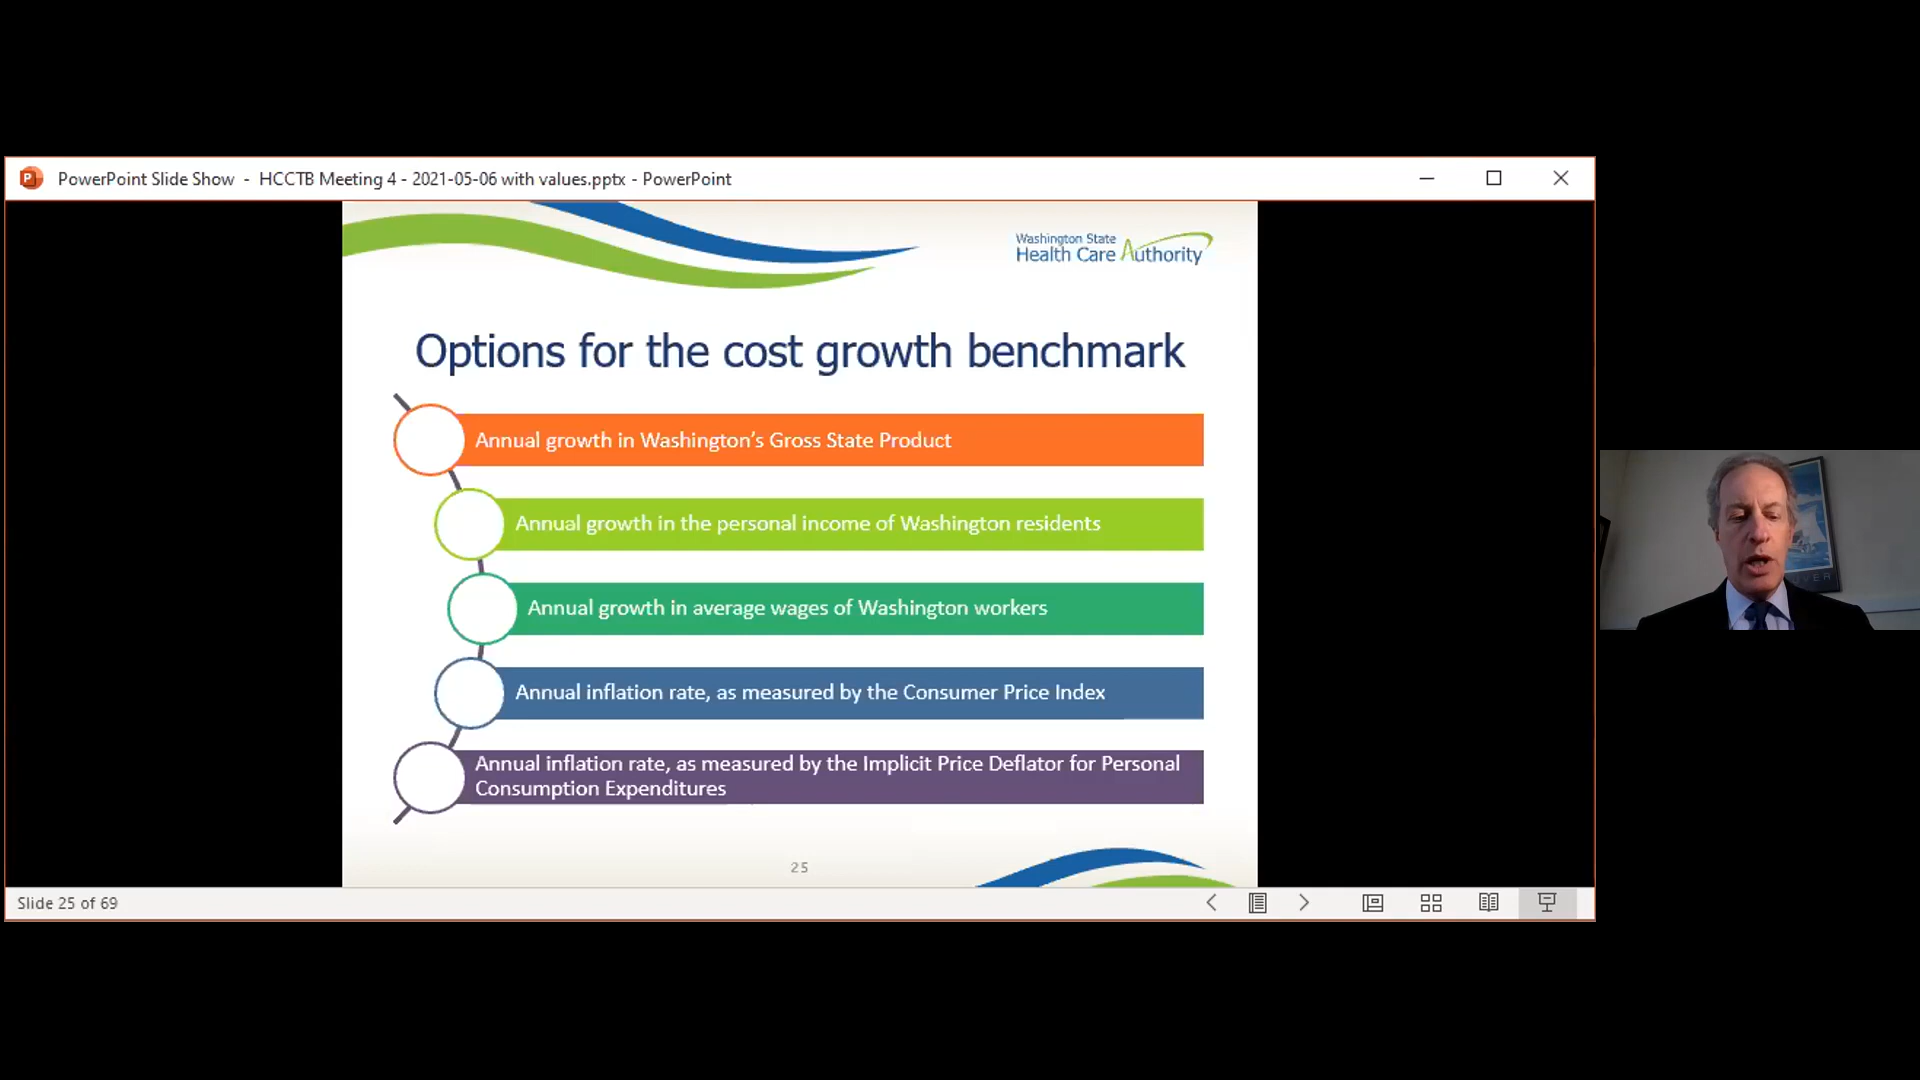 PowerPoint Slide Show - HCCTB Meeting 4 - 2021-05-06 with values.pptx - PowerPoint
Washington State
Health Care Authority
Options for the cost growth benchmark
Annual growth in Washington’s Gross State Product
Annual growth in the personal income of Washington residents
Annual growth in average wages of Washington workers
Annual inflation rate, as measured by the Consumer Price Index
Annual inflation rate, as measured by the Implicit Price Deflator for Personal
Consumption Expenditures
25
Slide 25 of 69